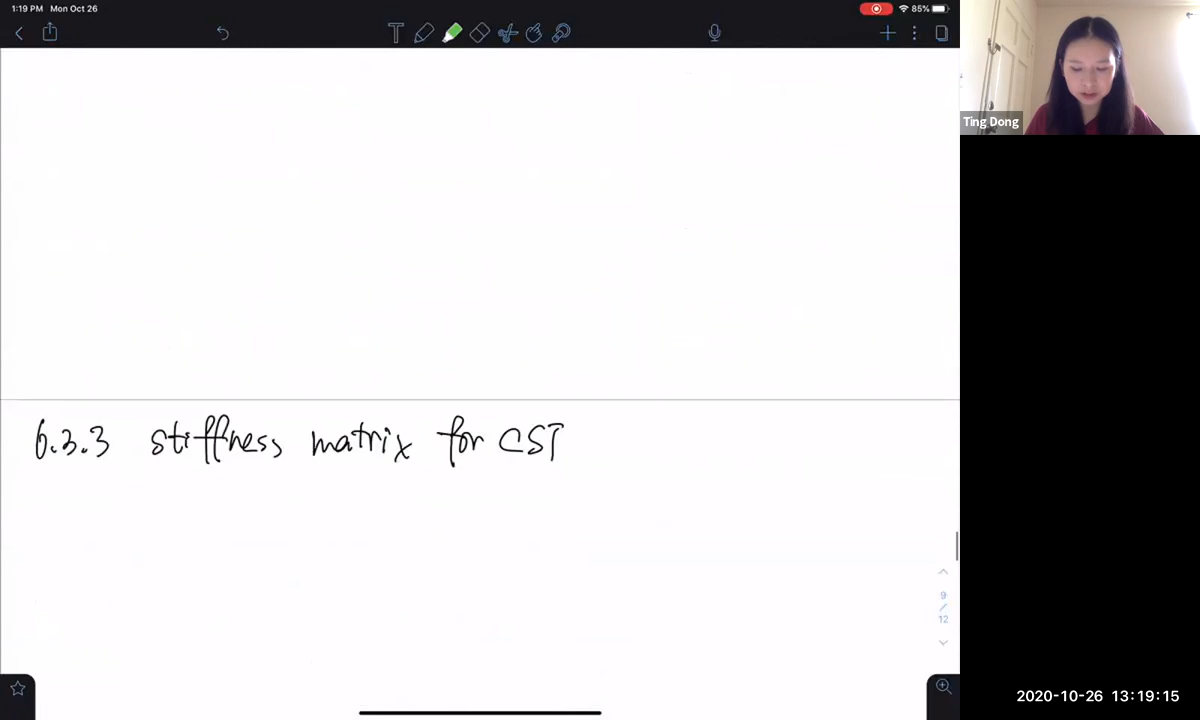 1:19 PM Mon Oct 26
85%
Ting Dong
6.3.3 stiffness matrix for CST
9
/
12
2020-10-26 13:19:15